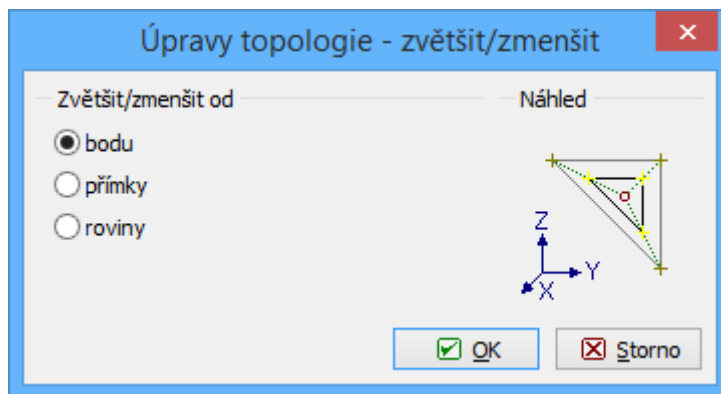 Úpravy topologie - zvětšit/zmenšit
Zvětšit/zmenšit od
Náhled
bodu
přímky
roviny
Z
Y
X
OK
Storno